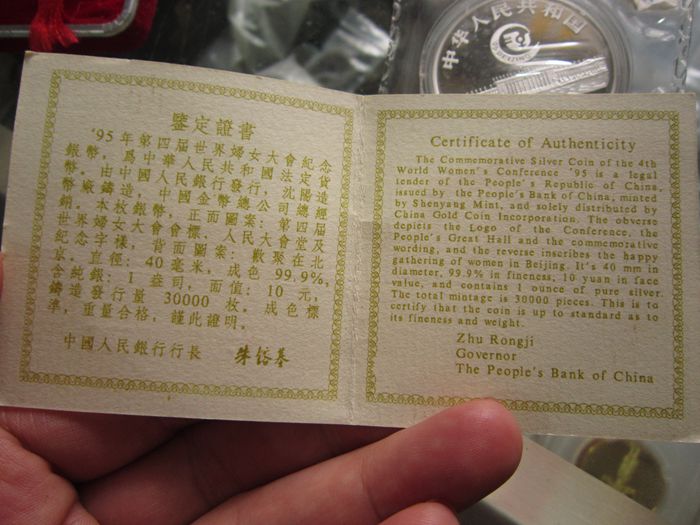 中华人民共和国
鉴定證書
'95年第四届世界婦女大會紀念
銀幣，爲中華人民共和國法定貨
幣。由中國人民銀行發行，沈陽造
幣廠鑄造，中國金幣總公司總經
銷。本枚銀幣，正面圖案：第四届
世界婦女大會會標、人民大會堂及
紀念字樣，背面圖案：歡聚在北
京。直徑：40毫米，成色99.9%，
含純銀：1盎司，面值：10元，
鑄造發行量30000枚。成色標
準，重量合格，謹此證明。
中國人民銀行行長 朱镕基
Certificate of Authenticity
The Commemorative Silver Coin of the 4th
World Women's Conference '95 is a legal
tender of the People's Republic of China,
issued by the People's Bank of China, minted
by Shenyang Mint, and solely distributed by
China Gold Coin Incorporation. The obverse
depicts the Logo of the Conference, the
People's Great Hall and the commemorative
wording, and the reverse inscribes the happy
gathering of women in Beijing. It's 40 mm in
diameter, 99.9% in fineness, 10 yuan in face
value, and contains 1 ounce of pure silver.
The total mintage is 30000 pieces. This is to
certify that the coin is up to standard as to
its fineness and weight.
Zhu Rongji
Governor
The People's Bank of China